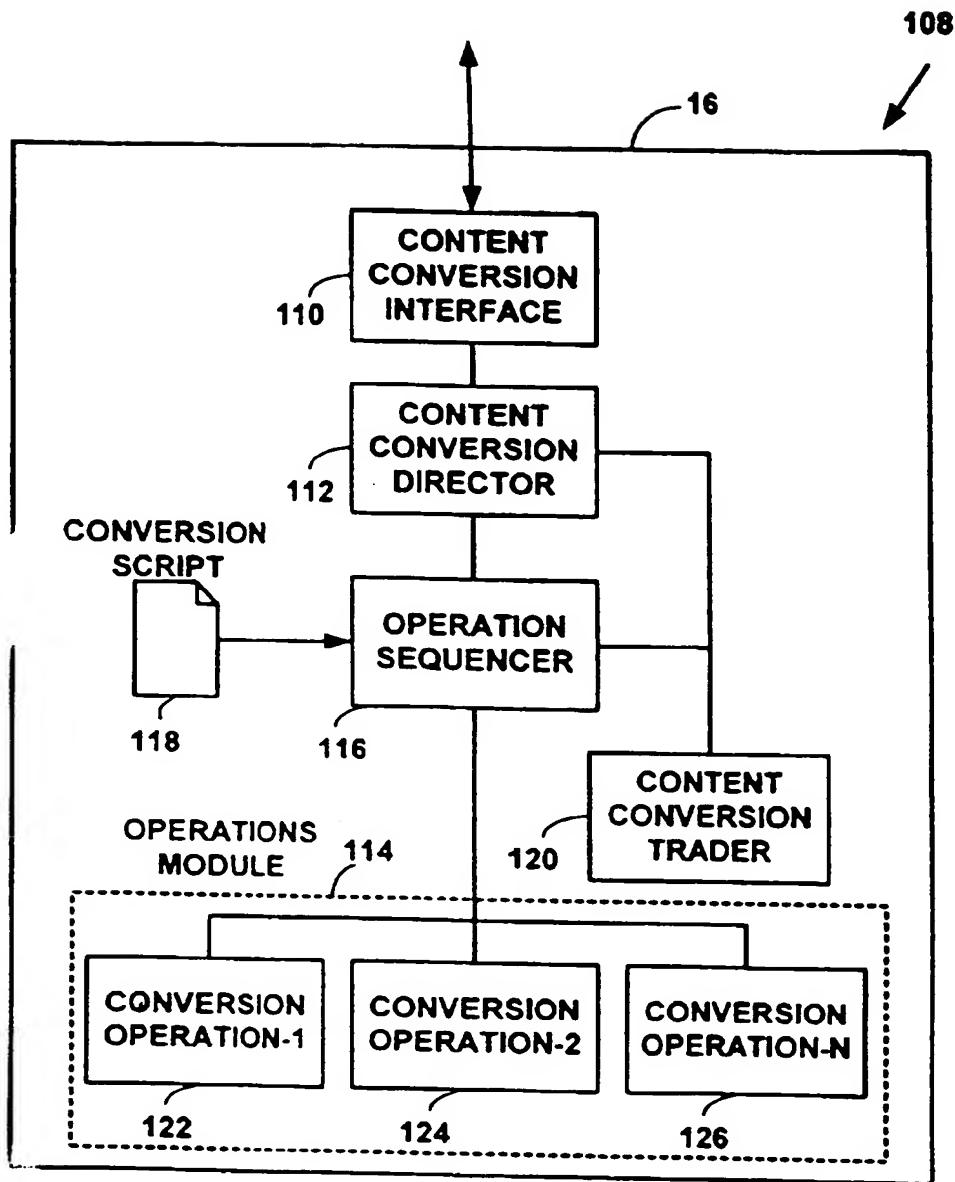 108
16
CONTENT
CONVERSION
INTERFACE
110
CONTENT
CONVERSION
DIRECTOR
112
CONVERSION
SCRIPT
118
OPERATION
SEQUENCER
116
CONTENT
CONVERSION
TRADER
120
OPERATIONS
MODULE
114
CONVERSION
OPERATION-1
122
CONVERSION
OPERATION-2
124
CONVERSION
OPERATION-N
126